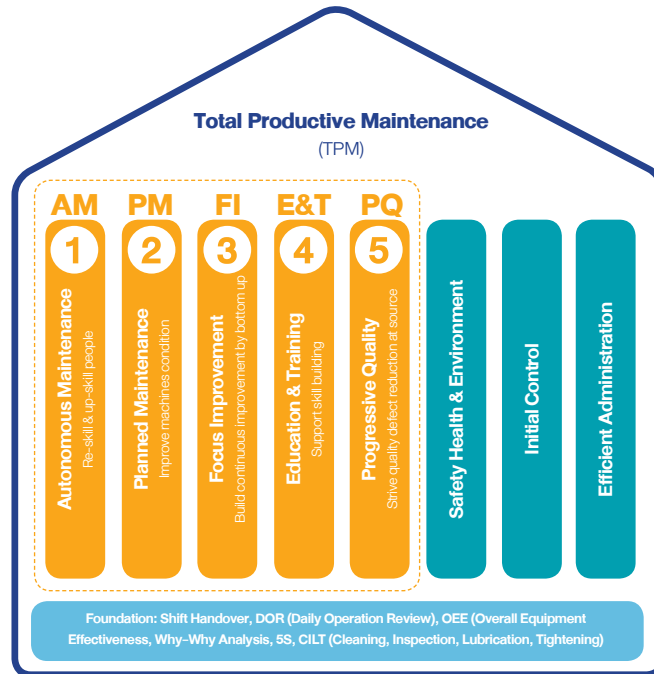 Total Productive Maintenance
(TPM)
AM
1
Autonomous Maintenance
Re-skill & up-skill people
PM
2
Planned Maintenance
Improve machines condition
FI
3
Focus Improvement
Build continuous improvement by bottom up
E&T
4
Education & Training
Support skill building
PQ
5
Progressive Quality
Strive quality defect reduction at source
Safety Health & Environment
Initial Control
Efficient Administration
Foundation: Shift Handover, DOR (Daily Operation Review), OEE (Overall Equipment
Effectiveness, Why-Why Analysis, 5S, CILT (Cleaning, Inspection, Lubrication, Tightening)